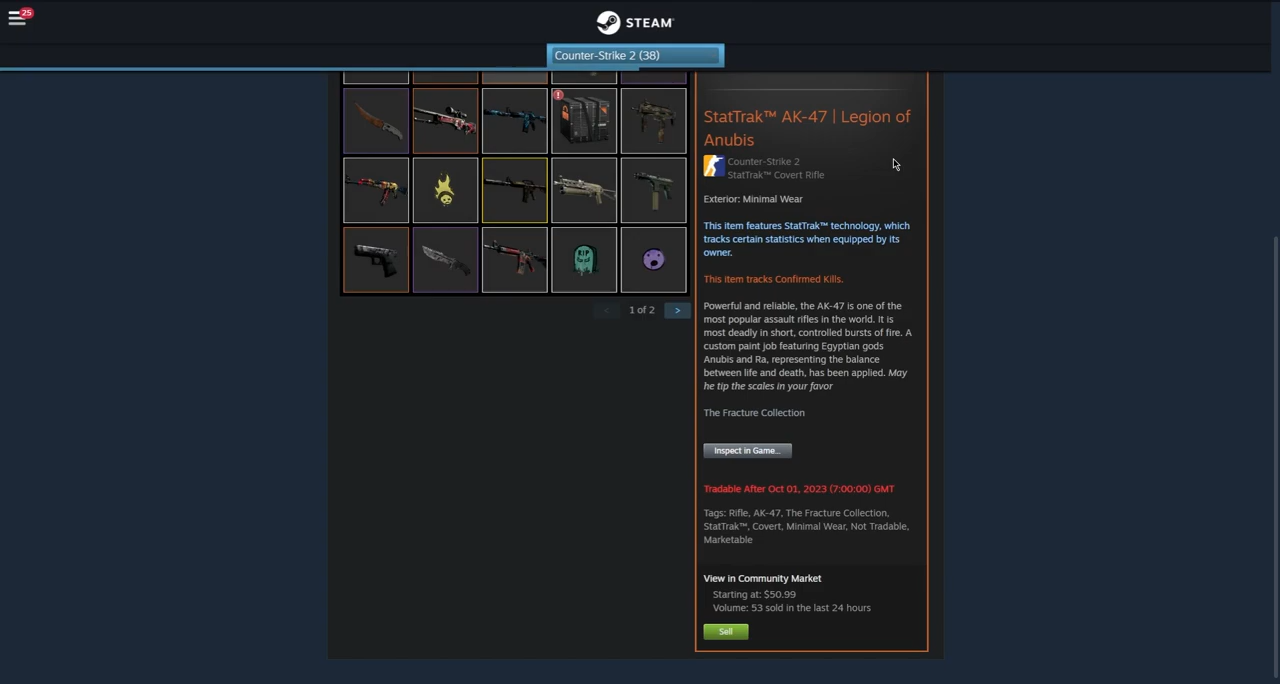 25
STEAM
Counter-Strike 2 (38)
StatTrak™ AK-47 | Legion of
Anubis
Counter-Strike 2
StatTrak™ Covert Rifle
Exterior: Minimal Wear
This item features StatTrak™ technology, which
tracks certain statistics when equipped by its
owner.
This item tracks Confirmed Kills.
Powerful and reliable, the AK-47 is one of the
most popular assault rifles in the world. It is
most deadly in short, controlled bursts of fire. A
custom paint job featuring Egyptian gods
Anubis and Ra, representing the balance
between life and death, has been applied. May
he tip the scales in your favor
The Fracture Collection
Inspect in Game...
Tradable After Oct 01, 2023 (7:00:00) GMT
Tags: Rifle, AK-47, The Fracture Collection,
StatTrak™, Covert, Minimal Wear, Not Tradable,
Marketable
View in Community Market
Starting at: $50.99
Volume: 53 sold in the last 24 hours
Sell
!
RIP
< 1 of 2 >